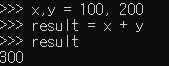 >>> x,y = 100, 200
>>> result = x + y
>>> result
300